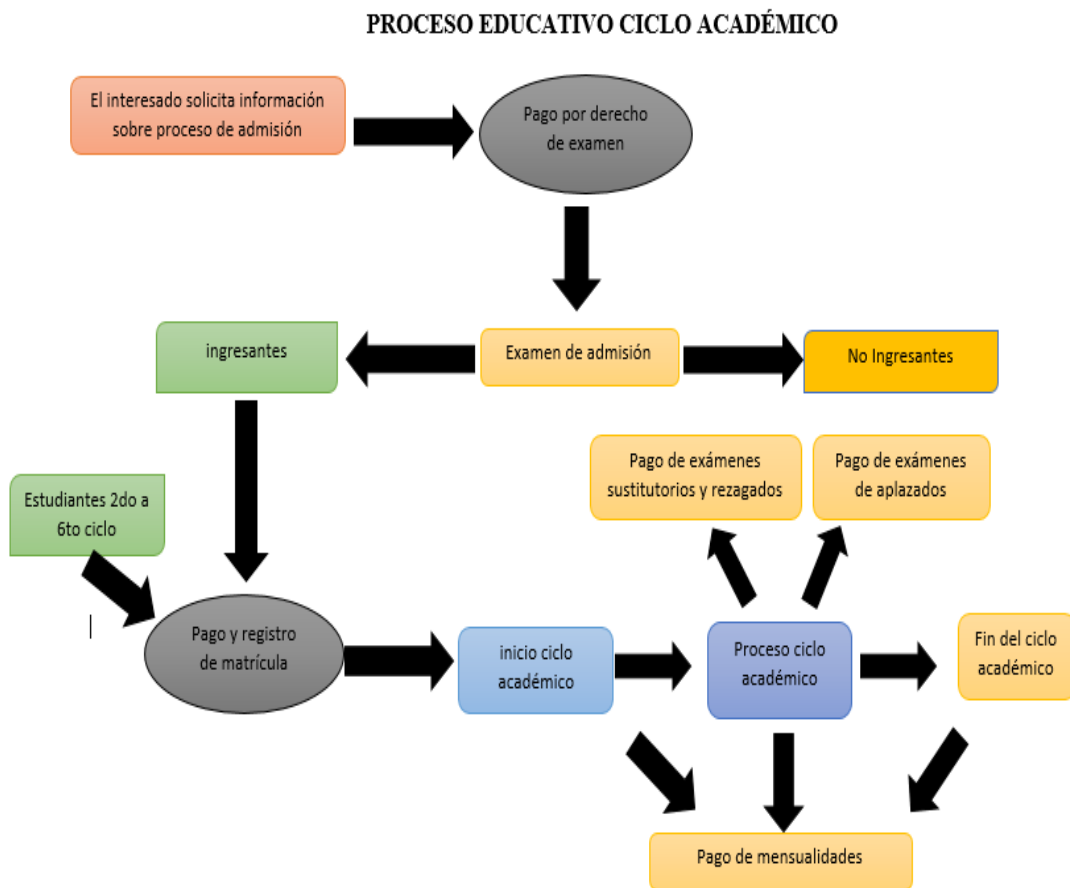 PROCESO EDUCATIVO CICLO ACADÉMICO
El interesado solicita información
sobre proceso de admisión
Pago por derecho
de examen
ingresantes
Examen de admisión
No Ingresantes
Pago de exámenes
sustitutorios y rezagados
Pago de exámenes
de aplazados
Estudiantes 2do a
6to ciclo
Pago y registro
de matrícula
inicio ciclo
académico
Proceso ciclo
académico
Fin del ciclo
académico
Pago de mensualidades